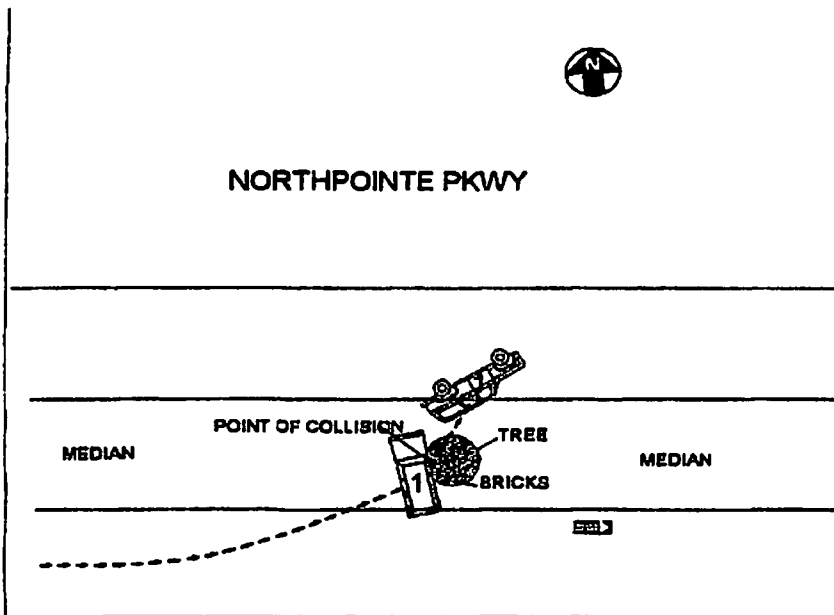 N
NORTHPOINTE PKWY
POINT OF COLLISION
TREE
MEDIAN
MEDIAN
1
BRICKS